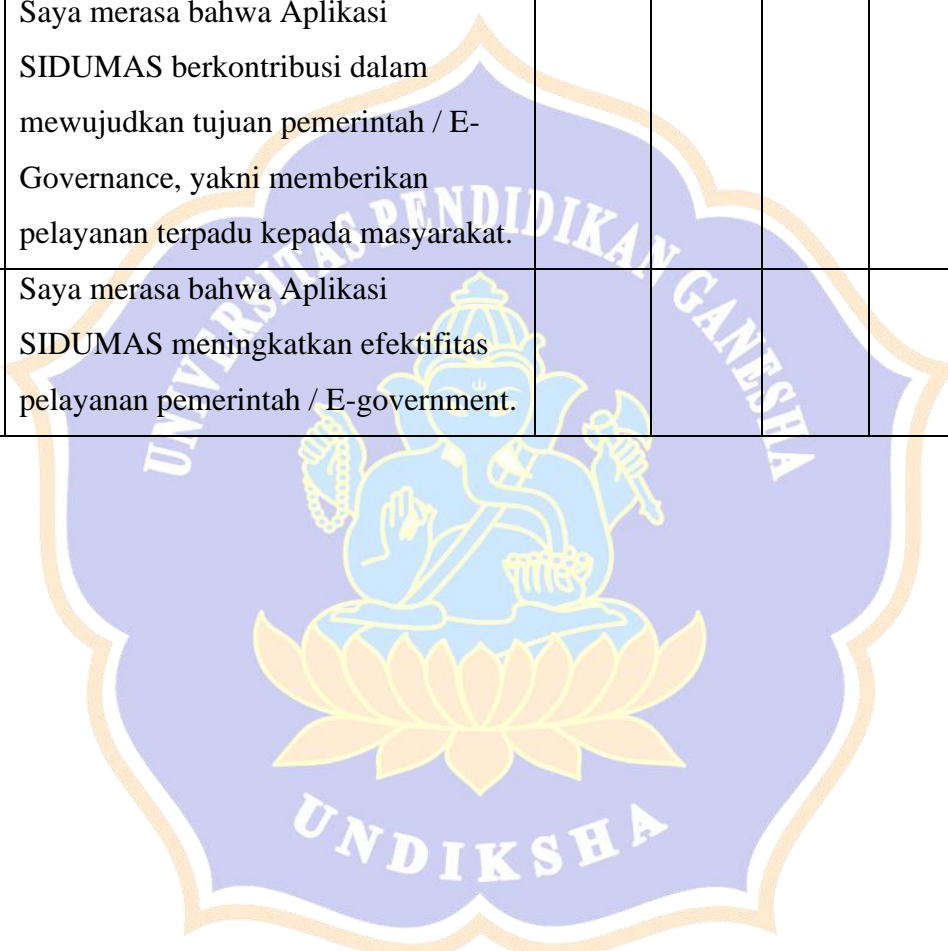 Saya merasa bahwa Aplikasi
SIDUMAS berkontribusi dalam
mewujudkan tujuan pemerintah / E-
Governance, yakni memberikan
pelayanan terpadu kepada masyarakat.
Saya merasa bahwa Aplikasi
SIDUMAS meningkatkan efektifitas
pelayanan pemerintah / E-government.
UNIVERSITAS PENDIDIKAN GANESHA
UNDIKSHA